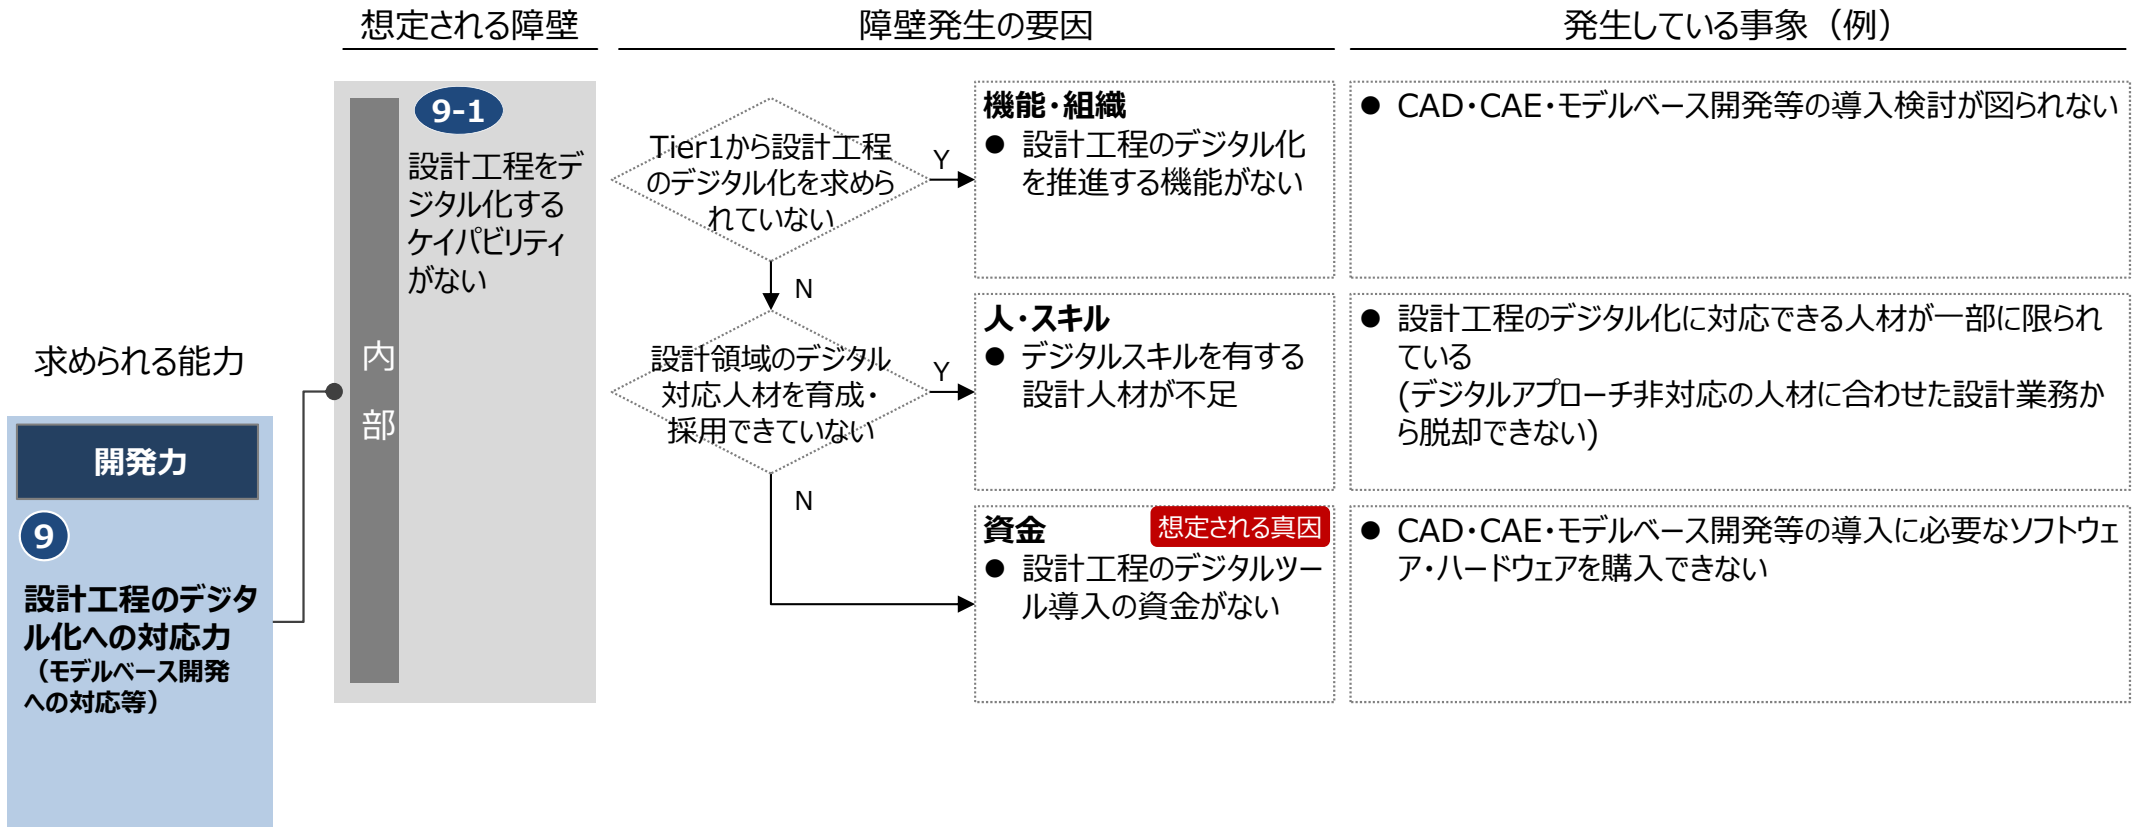 想定される障壁
障壁発生の要因
発生している事象（例）
求められる能力
開発力
9
設計工程のデジタ
ル化への対応力
（モデルベース開発
への対応等）
内
部
9-1
設計工程をデ
ジタル化する
ケイパビリティ
がない
Tier1から設計工程
のデジタル化を求めら
れていない
Y
N
機能・組織
● 設計工程のデジタル化
を推進する機能がない
● CAD・CAE・モデルベース開発等の導入検討が図られない
設計領域のデジタル
対応人材を育成・
採用できていない
Y
N
人・スキル
● デジタルスキルを有する
設計人材が不足
● 設計工程のデジタル化に対応できる人材が一部に限られ
ている
(デジタルアプローチ非対応の人材に合わせた設計業務か
ら脱却できない)
資金
想定される真因
● 設計工程のデジタルツー
ル導入の資金がない
● CAD・CAE・モデルベース開発等の導入に必要なソフトウェ
ア・ハードウェアを購入できない